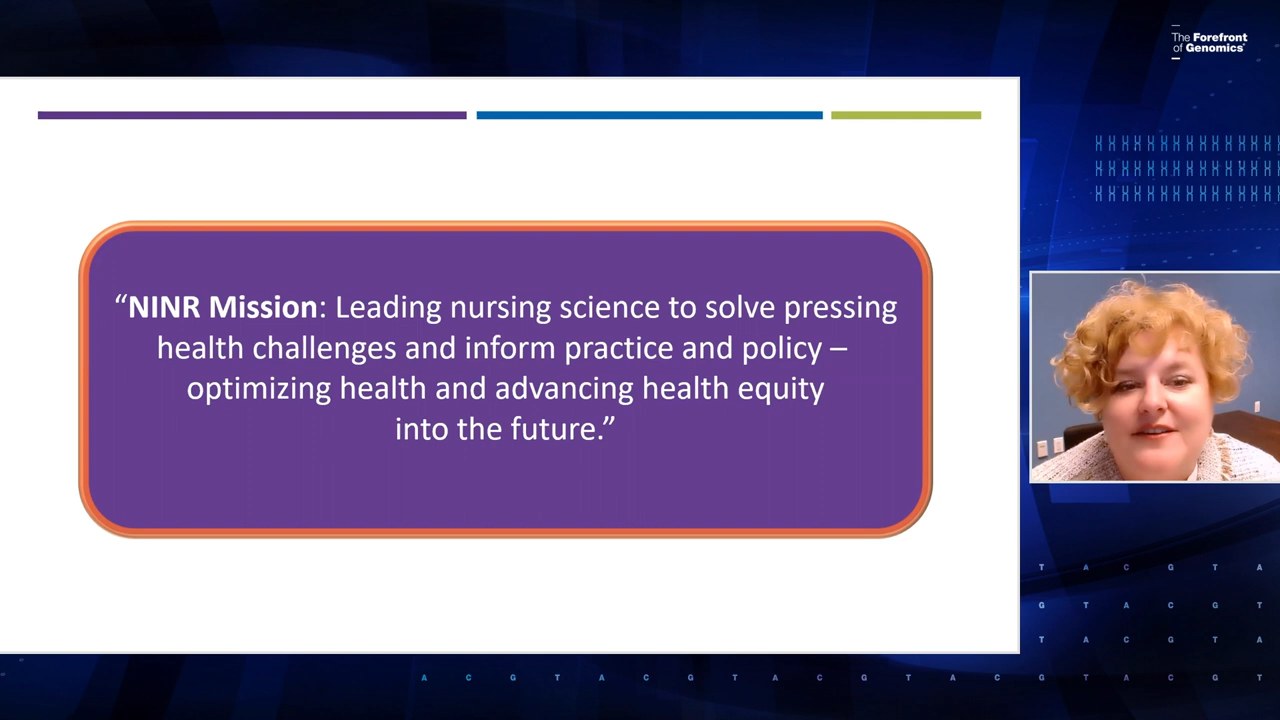 The Forefront
of Genomics®
“NINR Mission: Leading nursing science to solve pressing
health challenges and inform practice and policy –
optimizing health and advancing health equity
into the future.”
T A C G T A
G T A C G T
T A C G T A
A C G T A C G T A C G T A C G T A C G T